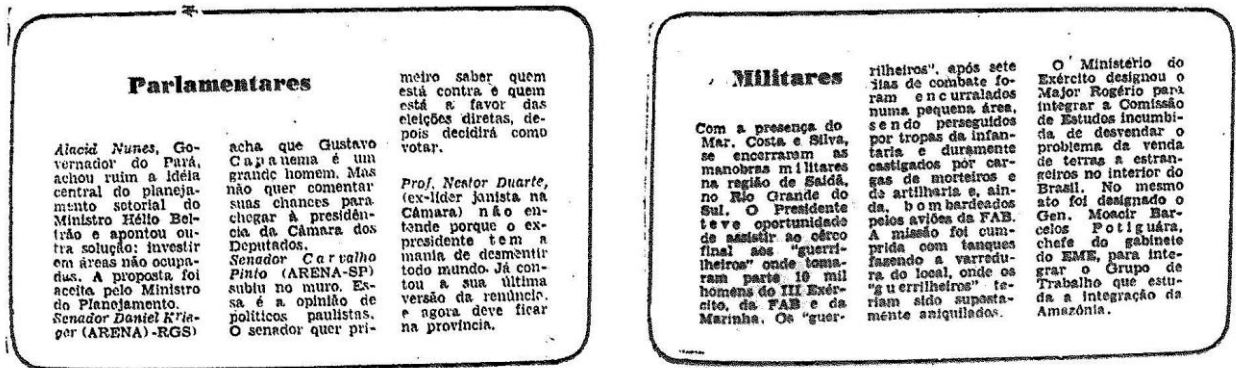 Parlamentares
Alacid Nunes, Go-
vernador do Pará,
achou ruim a idéia
central do planeja-
mento setorial do
Ministro Hélio Bel-
trão e apontou ou-
tra solução: investir
em áreas não ocupa-
das. A proposta foi
aceita pelo Ministro
do Planejamento.
Senador Daniel Krie-
ger (ARENA)-RGS)
acha que Gustavo
Capanema é um
grande homem. Mas
não quer comentar
suas chances para
chegar à presidên-
cia da Câmara dos
Deputados.
Senador Carvalho
Pinto (ARENA-SP)
subiu no muro. Es-
sa é a opinião de
políticos paulistas.
O senador quer pri-
meiro saber quem
está contra e quem
está a favor das
eleições diretas, de-
pois decidirá como
votar.
Prof. Nestor Duarte,
(ex-líder janista na
Câmara) não en-
tende porque o ex-
presidente tem a
mania de desmentir
todo mundo. Já con-
tou a sua última
versão da renúncia,
e agora deve ficar
na província.
Militares
Com a presença do
Mar. Costa e Silva,
se encerraram as
manobras militares
na região de Saidã,
no Rio Grande do
Sul. O Presidente
teve oportunidade
de assistir ao cêrco
final aos "guerri-
lheiros" onde toma-
ram parte 10 mil
homens do III Exér-
cito, da FAB e da
Marinha. Os "guer-
rilheiros", após sete
dias de combate fo-
ram encurralados
numa pequena área,
sendo perseguidos
por tropas da infan-
taria e duramente
castigados por car-
gas de morteiros e
de artilharia e, ain-
da, bombardeados
pelos aviões da FAB.
A missão foi cum-
prida com tanques
fazendo a varredu-
ra do local, onde os
"guerrilheiros" te-
riam sido suposta-
mente aniquilados.
O Ministério do
Exército designou o
Major Rogério para
integrar a Comissão
de Estudos incumbi-
da de desvendar o
problema da venda
de terras a estran-
geiros no interior do
Brasil. No mesmo
ato foi designado o
Gen. Moacir Bar-
celos Potiguára,
chefe do gabinete
do EME, para inte-
grar o Grupo de
Trabalho que estu-
da a integração da
Amazônia.